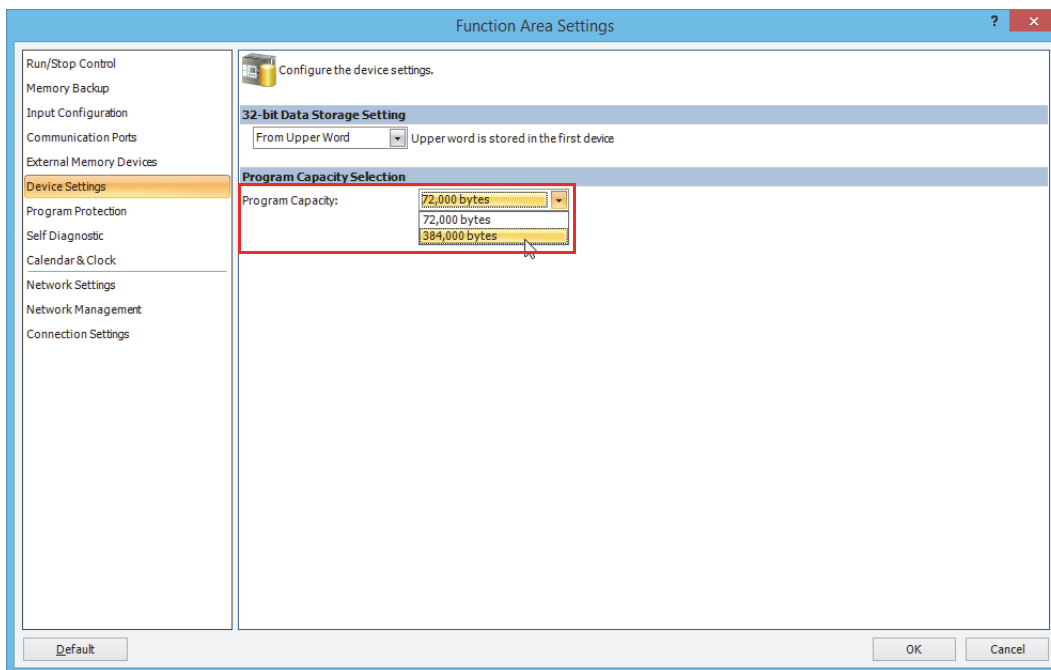 Function Area Settings
?
Run/Stop Control
Memory Backup
Input Configuration
Communication Ports
External Memory Devices
Device Settings
Program Protection
Self Diagnostic
Calendar & Clock
Network Settings
Network Management
Connection Settings
Configure the device settings.
32-bit Data Storage Setting
From Upper Word Upper word is stored in the first device
Program Capacity Selection
Program Capacity: 72,000 bytes
72,000 bytes
384,000 bytes
Default OK Cancel